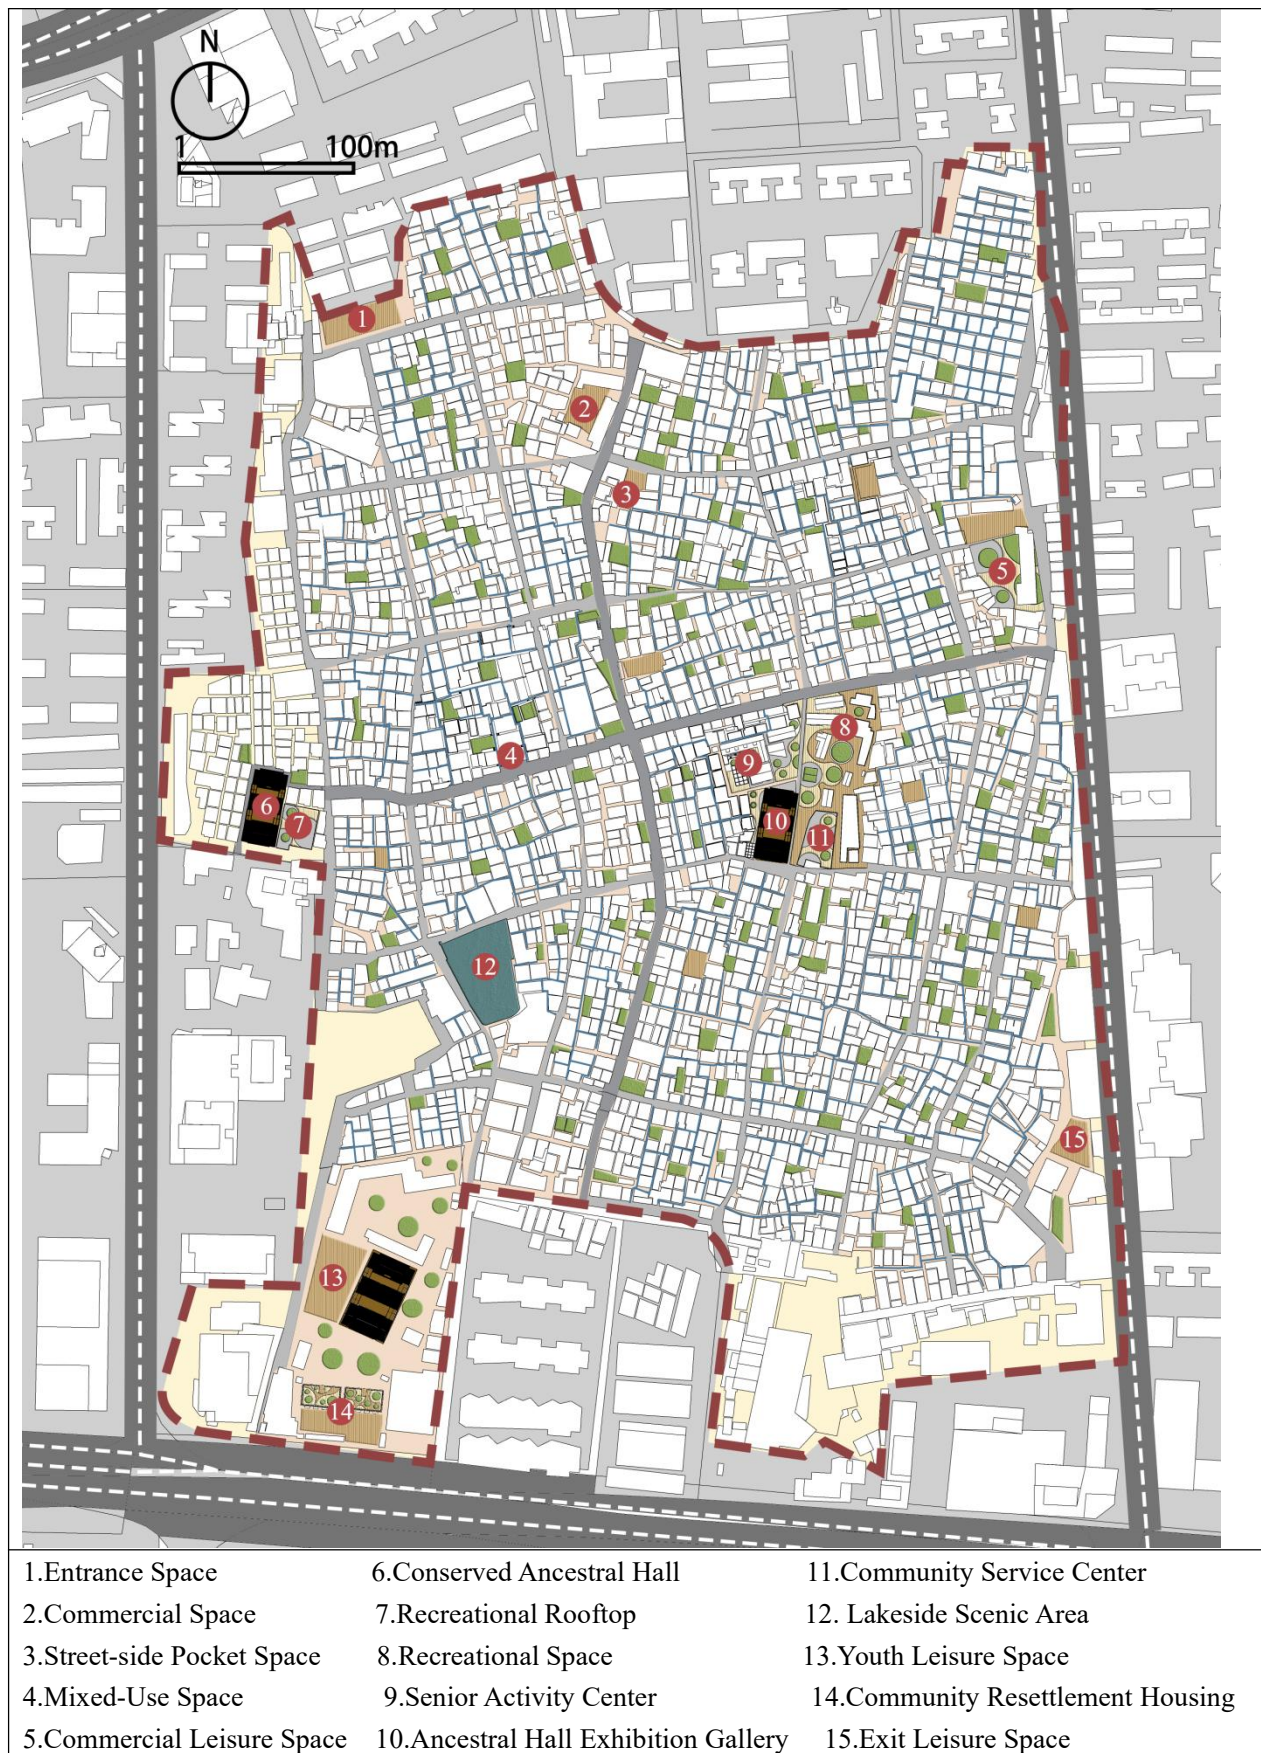 N
1 100m
1
2
3
5
4
8
9
6
7
10
11
12
15
13
14
1.Entrance Space 6.Conserved Ancestral Hall 11.Community Service Center
2.Commercial Space 7.Recreational Rooftop 12. Lakeside Scenic Area
3.Street-side Pocket Space 8.Recreational Space 13.Youth Leisure Space
4.Mixed-Use Space 9.Senior Activity Center 14.Community Resettlement Housing
5.Commercial Leisure Space 10.Ancestral Hall Exhibition Gallery 15.Exit Leisure Space